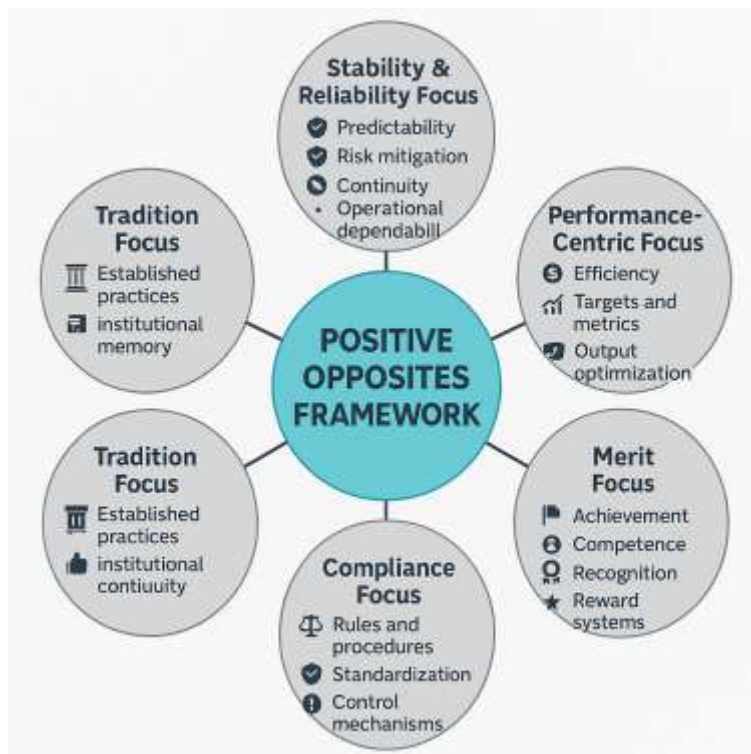 Stability &
Reliability Focus
Predictability
Risk mitigation
Continuity
• Operational
dependabill
Performance-
Centric Focus
Efficiency
Targets and
metrics
Output
optimization
Merit
Focus
Achievement
Competence
Recognition
Reward
systems
Compliance
Focus
Rules and
procedures
Standardization
Control
mechanisms
Tradition
Focus
Established
practices
institutional
contiuuity
Tradition
Focus
Established
practices
institutional
memory
POSITIVE
OPPOSITES
FRAMEWORK